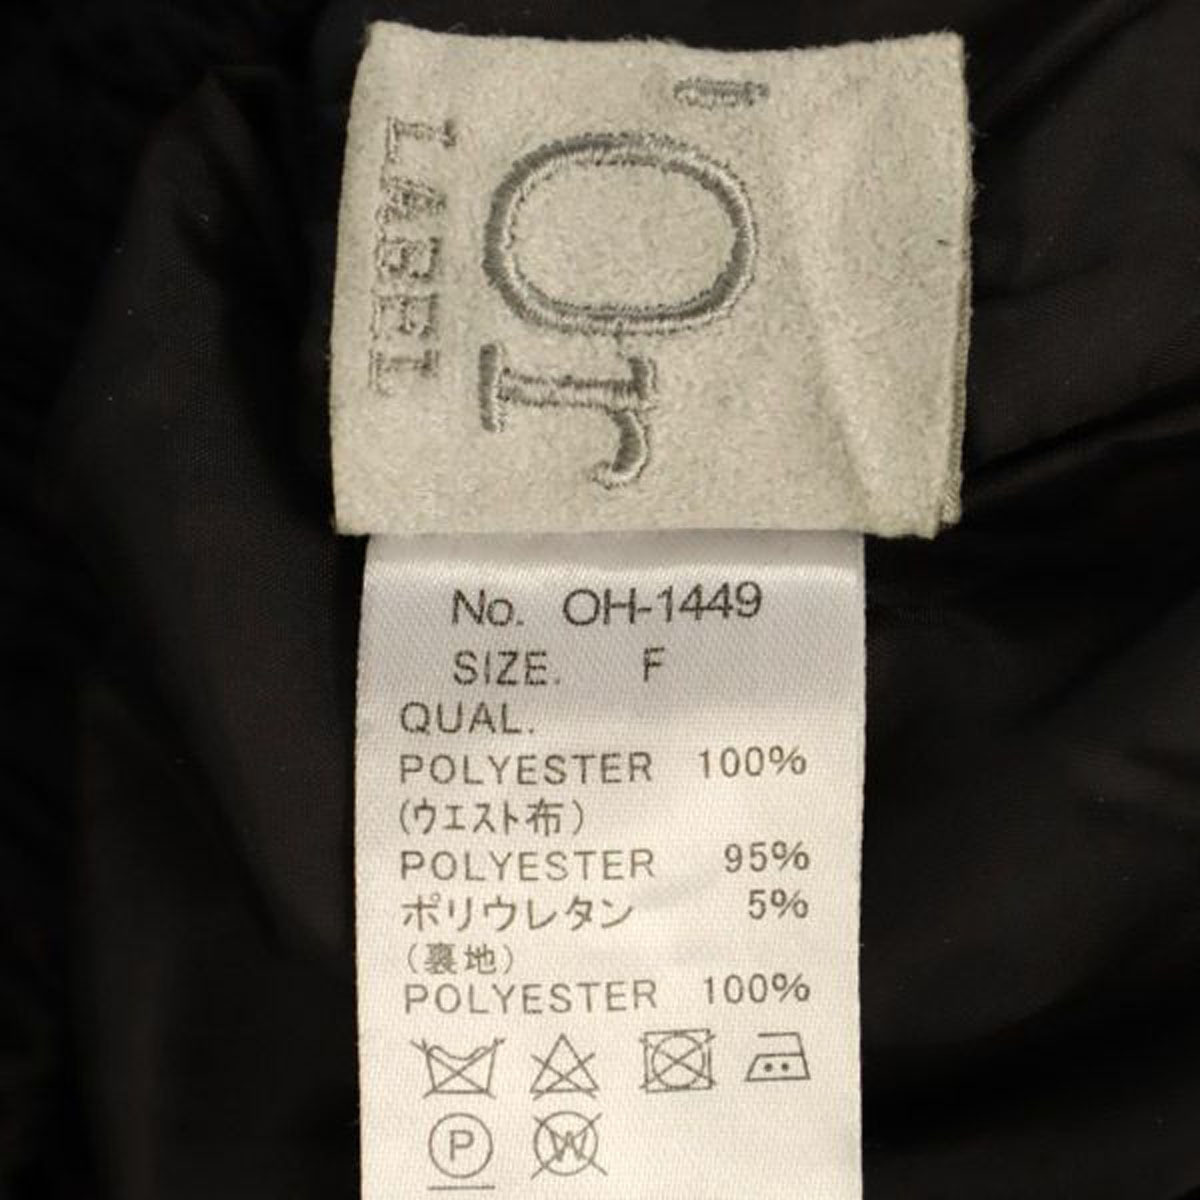 'Or
LABEL
No. OH-1449
SIZE. F
QUAL.
POLYESTER 100%
(ウエスト布)
POLYESTER 95%
ポリウレタン 5%
(裏地)
POLYESTER 100%
P W